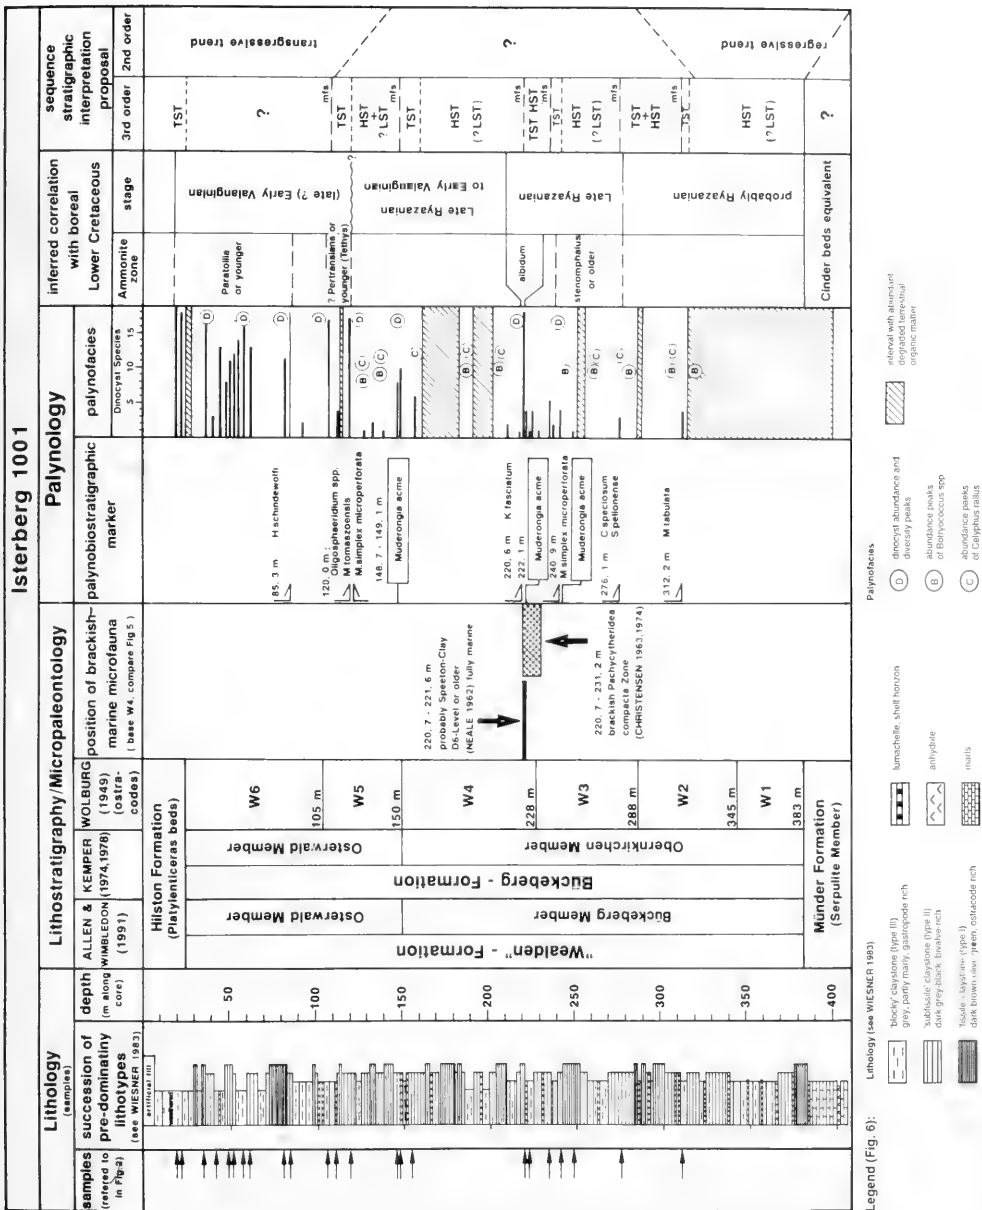 Isterberg 1001
Lithology
(samples)
samples
(refered to
in Fig. 2)
succession of
pre-dominatiny
lithotypes
(see WIESNER 1983)
depth
(m along
core)
Lithostratigraphy/Micropaleontology
ALLEN &
WIMBLEDON
(1991)
KEMPER
(1974,1978)
WOLBURG
(1949)
(ostra-
codes)
position of brackish-
marine microfauna
(base W4, compare Fig 5)
Palynology
palynobiostratigraphic
marker
palynofacies
Dinocyst Species
5 10 15
inferred correlation
with boreal
Lower Cretaceous
Ammonite
zone
stage
sequence
stratigraphic
interpretation
proposal
3rd order
2nd order
artificial fill
50
100
150
200
250
300
350
400
Hilston Formation
(Platylenticeras beds)
"Wealden" - Formation
Osterwald Member
Bückeberg Member
Bückeberg - Formation
Osterwald Member
Obernkirchen Member
W6
105 m
W5
150 m
W4
228 m
W3
288 m
W2
345 m
W1
383 m
Münder Formation
(Serpulite Member)
220.7 - 221.6 m
probably Speeton-Clay
D6-Level or older
(NEALE 1962) fully marine
220.7 - 231.2 m
brackish Pachycytheridea
compacta Zone
(CHRISTENSEN 1963,1974)
85.3 m H schindewolfi
120.0 m:
Oligosphaeridium spp.
M tomaszoensis
M.simplex microperforata
148.7 - 149.1 m
Muderongia acme
220.6 m K fasciatum
222.1 m
Muderongia acme
240.9 m
M simplex microperforata
Muderongia acme
276.1 m C speciosum
S pelionense
312.2 m M tabulata
D
D
D
D
D
B C
B
D
C
B C
B C
D
C
B
B C
B
B C
B
Paratollia
or younger
? Pertransians or
younger (Tethys)
albidum
stenomphalus
or older
(late ?) Early Valanginian
?
Late Ryazanian
to Early Valanginian
Late Ryazanian
probably Ryazanian
Cinder beds equivalent
TST
?
mfs
TST
HST
+
? LST
mfs
TST
HST
(? LST)
mfs
TST HST
mfs
TST
HST
(? LST)
mfs
TST
+
HST
mfs
TST
HST
(? LST)
?
transgressive trend
?
regressive trend
Legend (Fig. 6):
Lithology (see WIESNER 1983)
'blocky' claystone (type III)
grey, partly marly, gastropode rich
'subfissile' claystone (type II)
dark grey-black, bivalve-rich
'fissile' claystone (type I)
dark brown-olive green, ostracode rich
lumachelle, shell horizon
anhydrite
marls
Palynofacies
D dinocyst abundance and
diversity peaks
B abundance peaks
of Botryococcus spp
C abundance paeks
of Celyphus rallus
interval with abundant
degraded terrestrial
organic matter